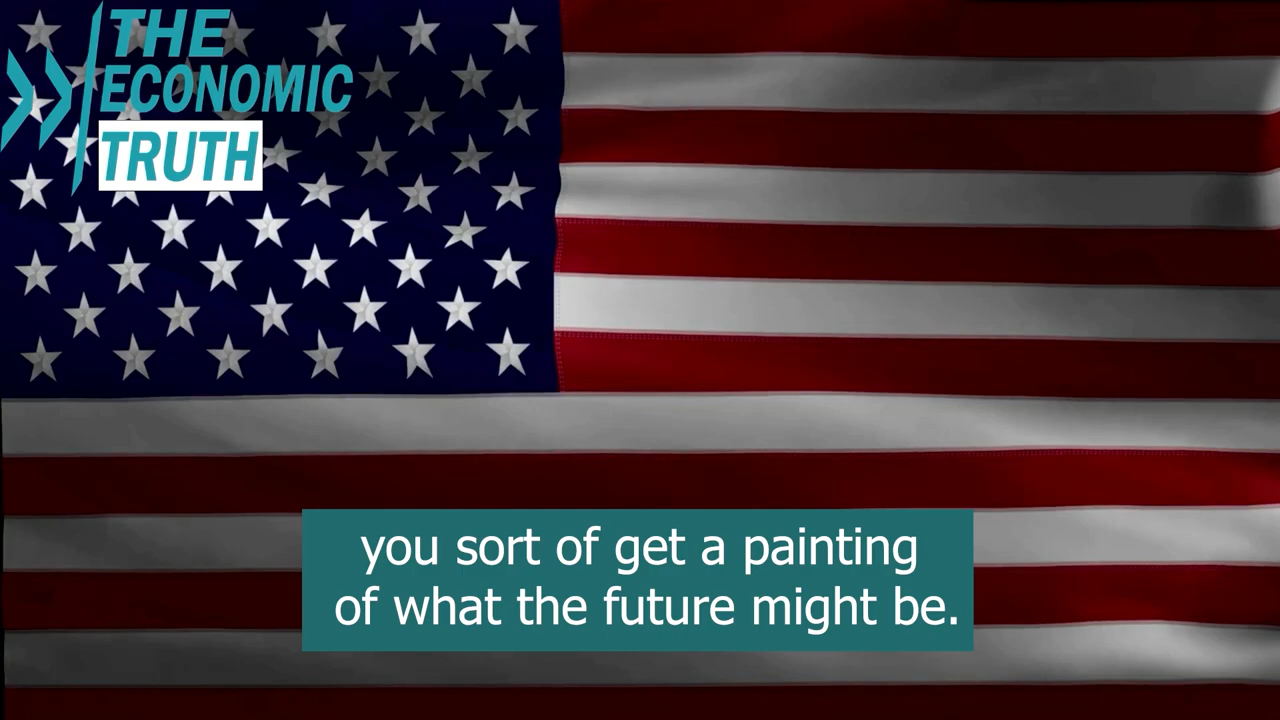 THE
ECONOMIC
TRUTH
you sort of get a painting
of what the future might be.